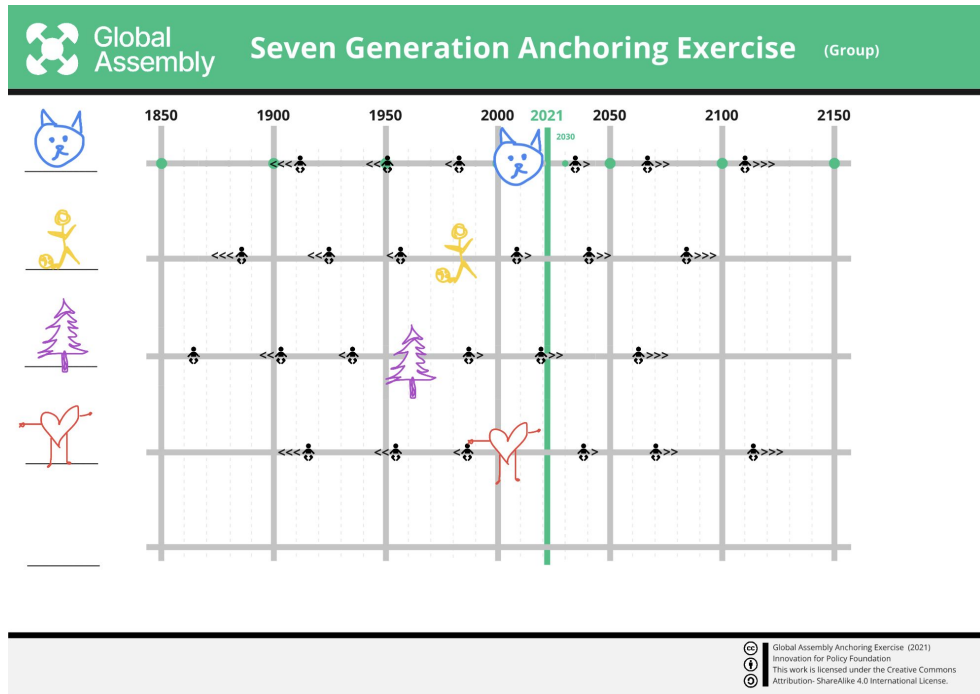 Global
Assembly
Seven Generation Anchoring Exercise (Group)
1850 1900 1950 2000 2021 2050 2100 2150
2030
<<< << > >> >>>
<<< << < > >> >>>
<< < > >> >>>
<<< << < > >> >>>
Global Assembly Anchoring Exercise (2021)
Innovation for Policy Foundation
This work is licensed under the Creative Commons
Attribution- ShareAlike 4.0 International License.
cc